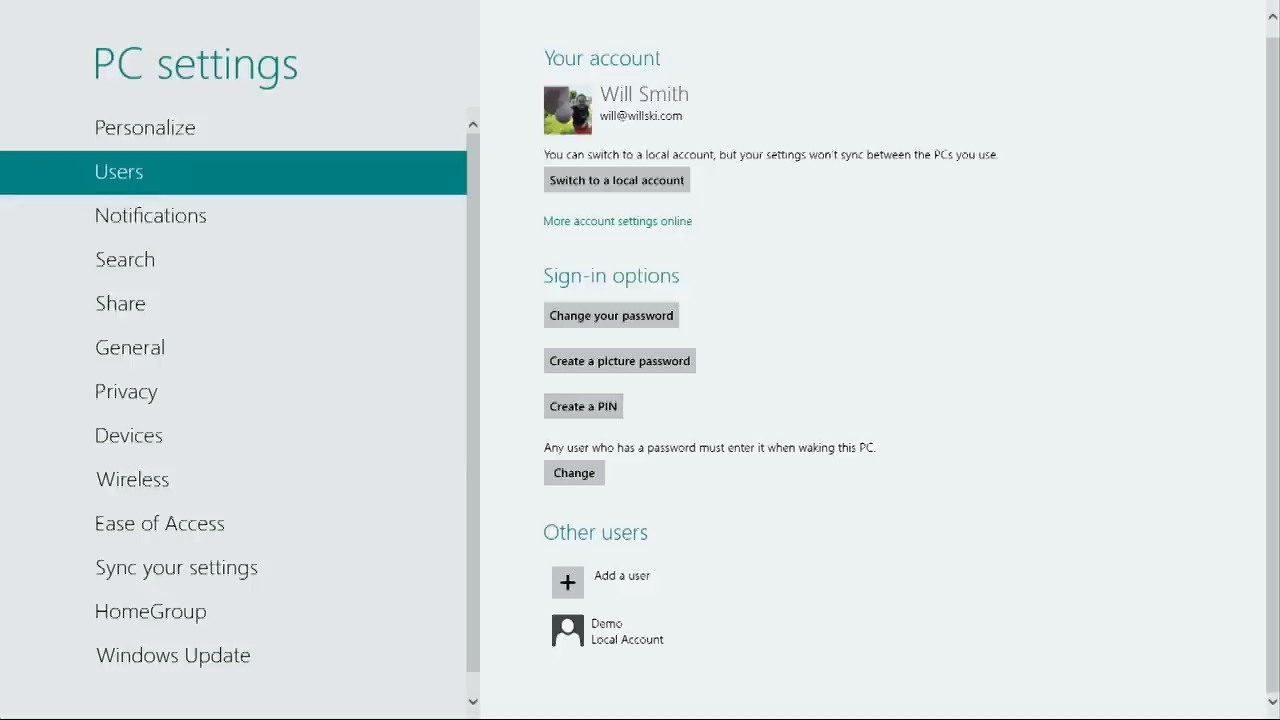 PC settings
Personalize
Users
Notifications
Search
Share
General
Privacy
Devices
Wireless
Ease of Access
Sync your settings
HomeGroup
Windows Update
Your account
Will Smith
will@willski.com
You can switch to a local account, but your settings won't sync between the PCs you use.
Switch to a local account
More account settings online
Sign-in options
Change your password
Create a picture password
Create a PIN
Any user who has a password must enter it when waking this PC.
Change
Other users
Add a user
Demo
Local Account